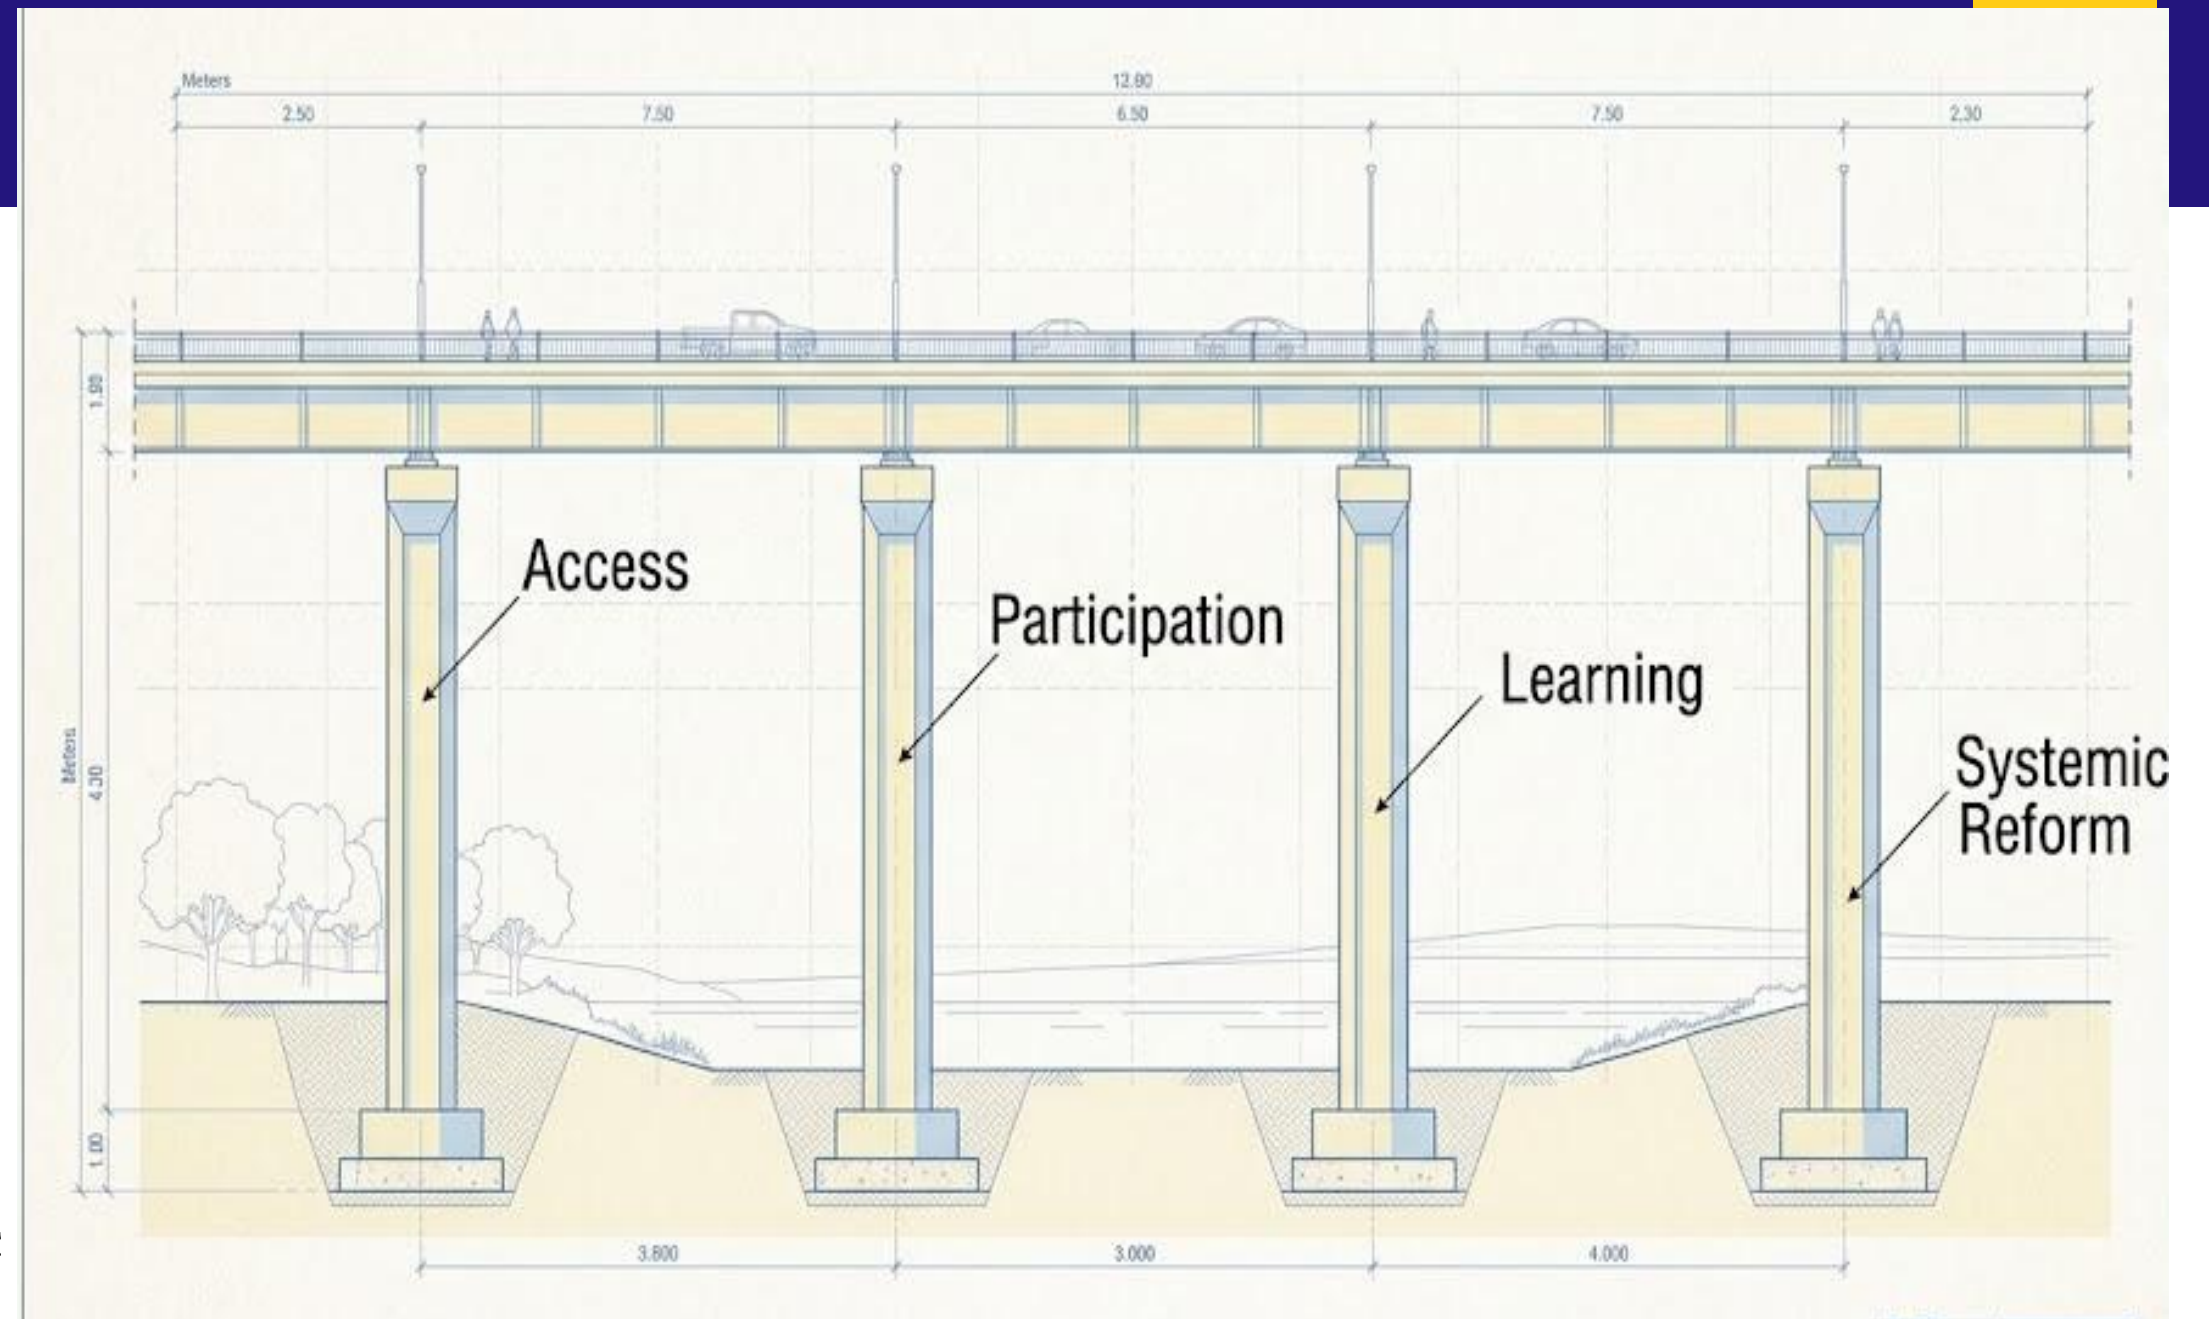 Meters
12.80
2.50 7.50 6.50 7.50 2.30
1.90
Access
Participation
Learning
Systemic
Reform
Meters
4.30
1.00
3.800 3.000 4.000